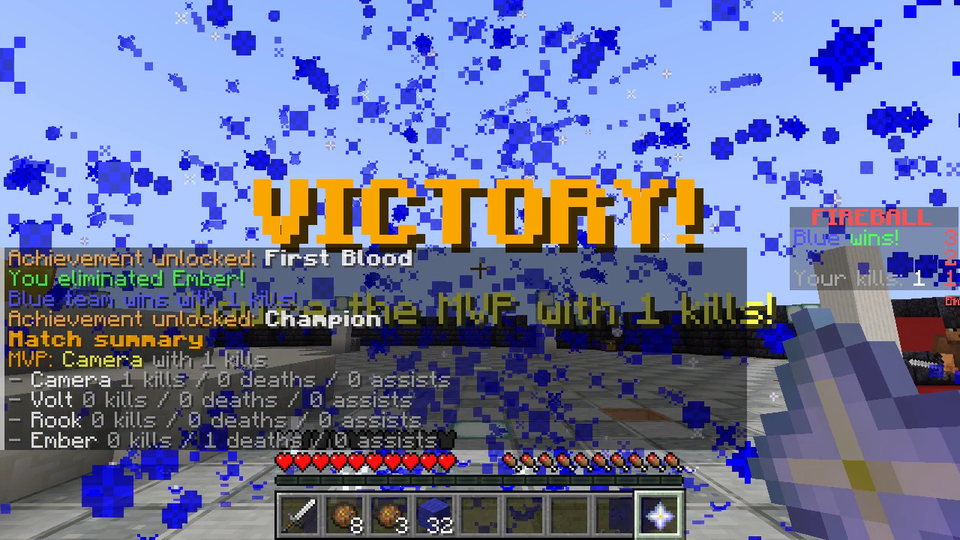 VICTORY!
the MVP with 1 kills!
Achievement unlocked: First Blood
You eliminated Ember!
Blue team wins with 1 kills!
Achievement unlocked: Champion
Match summary
MVP: Camera with 1 kills
- Camera 1 kills / 0 deaths / 0 assists
- Volt 0 kills / 0 deaths / 0 assists
- Rook 0 kills / 0 deaths / 0 assists
- Ember 0 kills / 1 deaths / 0 assists
FIREBALL
Blue wins! 3
2
Your kills: 1 1
8 3 32